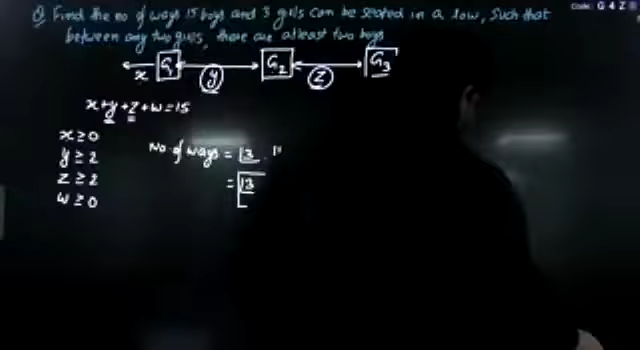 Q. Find the no of ways 15 boys and 3 girls can be seated in a row, such that
between any two girls, there are atleast two boys
Code: G 4 Z
x G₁ y G₂ z G₃
x+y+z+w=15
x≥0
y≥2
z≥2
w≥0
No of ways = 13
= 13